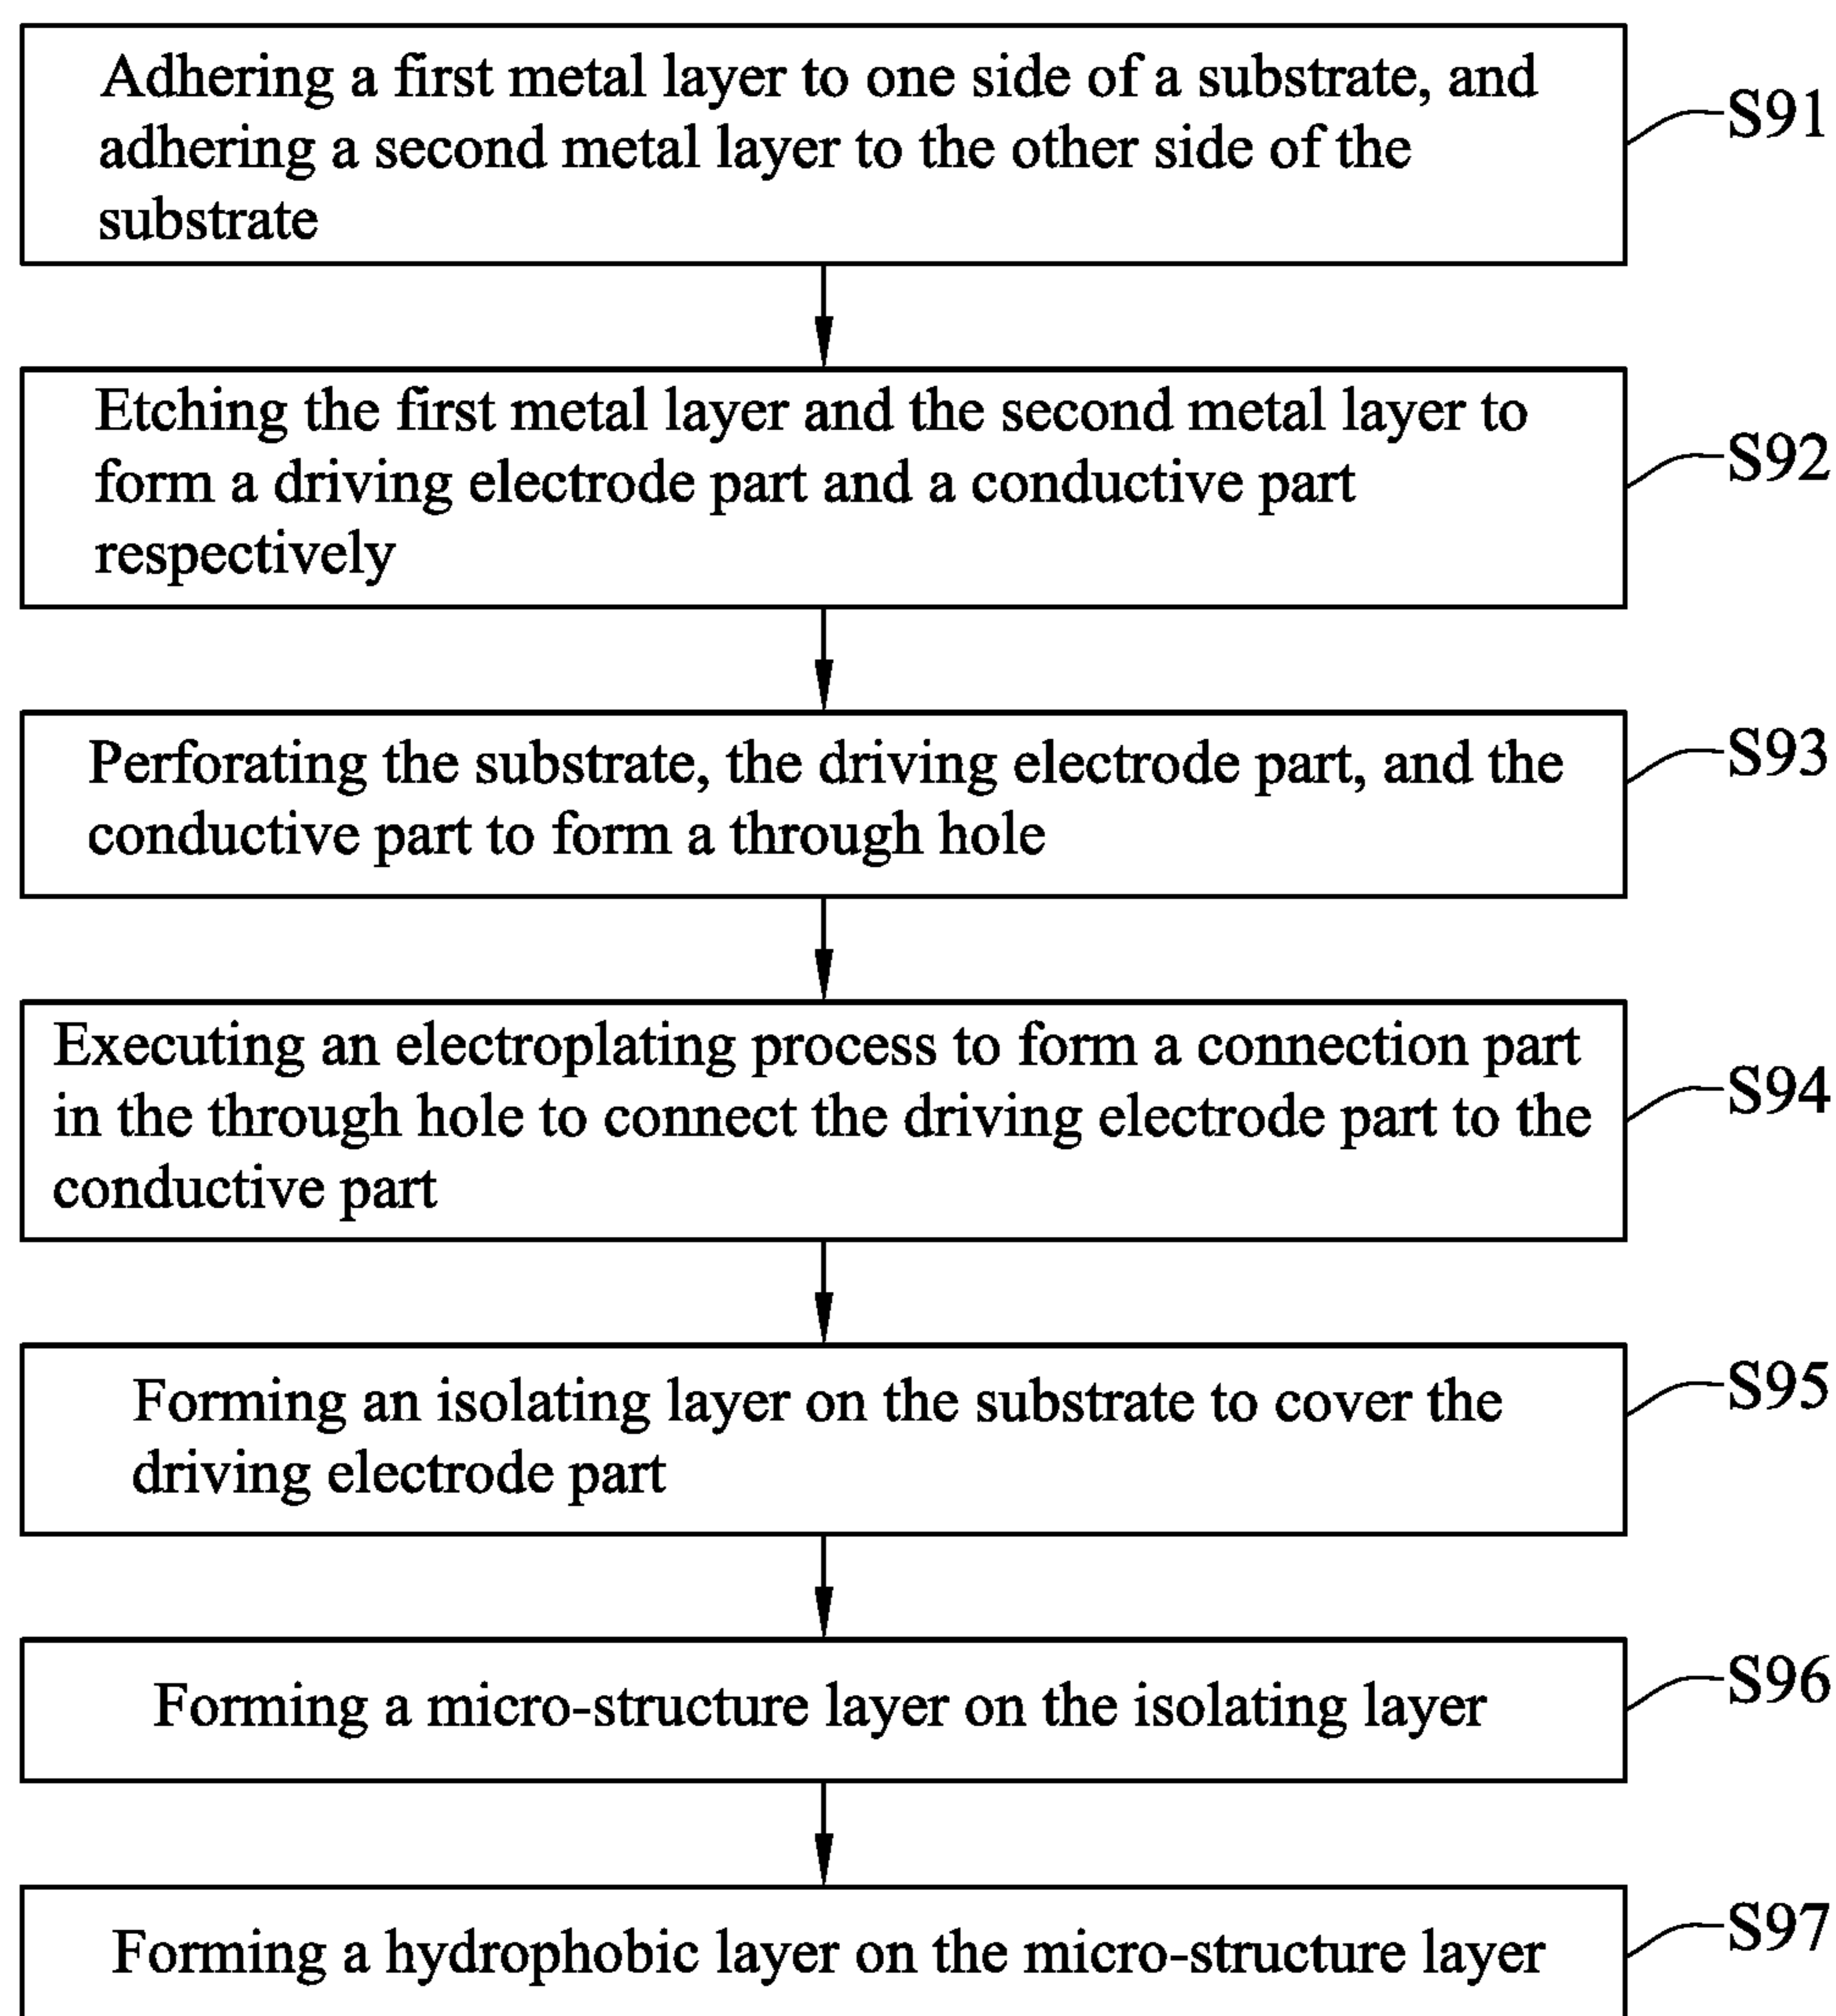 Adhering a first metal layer to one side of a substrate, and
adhering a second metal layer to the other side of the
substrate
S91
Etching the first metal layer and the second metal layer to
form a driving electrode part and a conductive part
respectively
S92
Perforating the substrate, the driving electrode part, and the
conductive part to form a through hole
S93
Executing an electroplating process to form a connection part
in the through hole to connect the driving electrode part to the
conductive part
S94
Forming an isolating layer on the substrate to cover the
driving electrode part
S95
Forming a micro-structure layer on the isolating layer
S96
Forming a hydrophobic layer on the micro-structure layer
S97